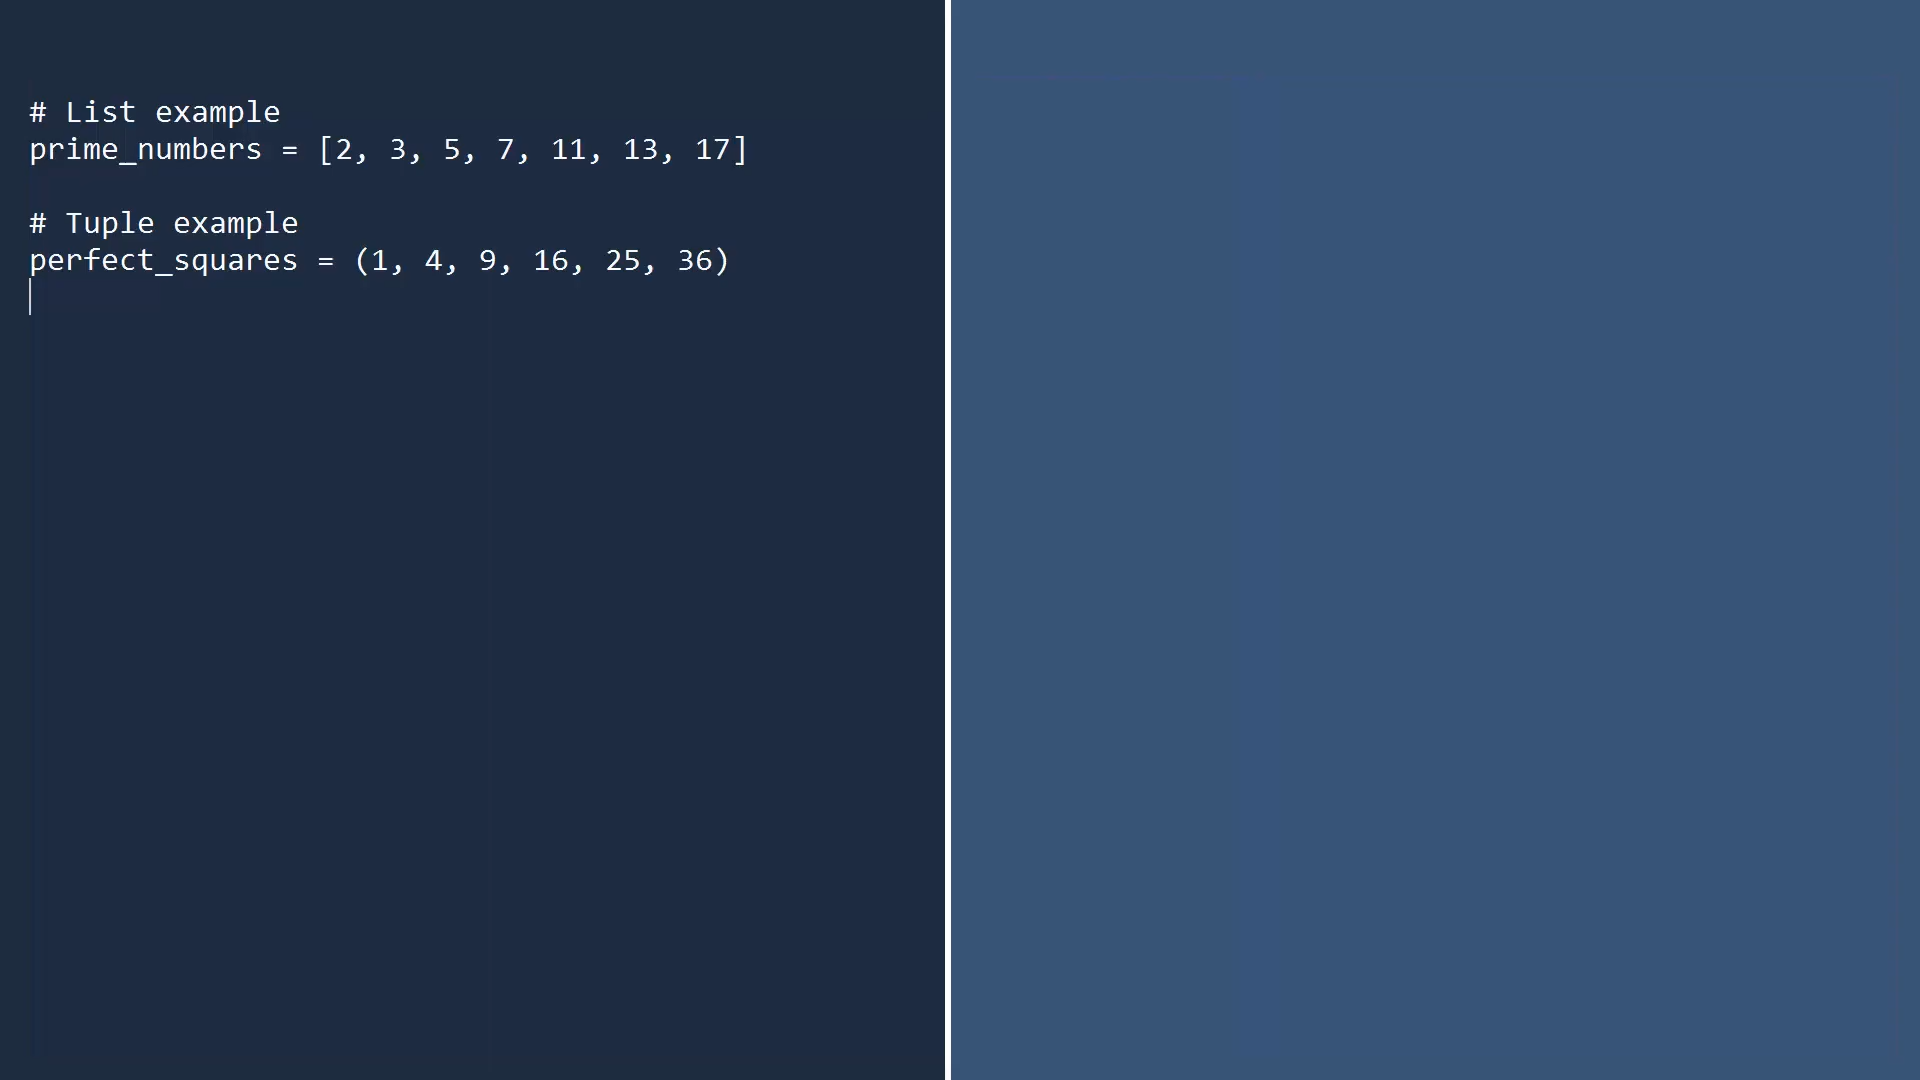 # List example
prime_numbers = [2, 3, 5, 7, 11, 13, 17]
# Tuple example
perfect_squares = (1, 4, 9, 16, 25, 36)